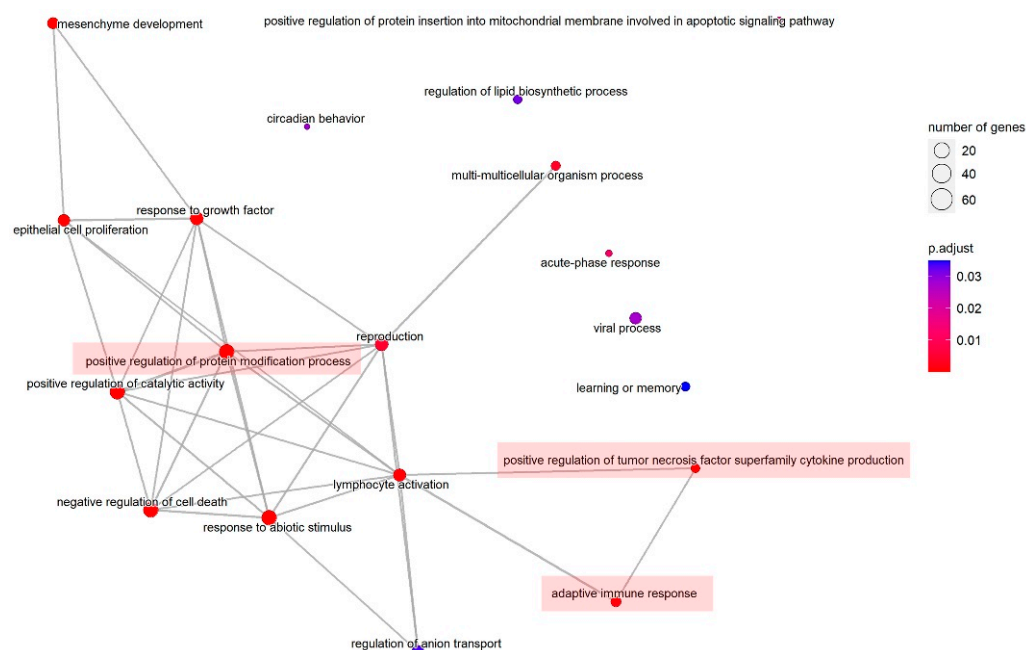 mesenchyme development
positive regulation of protein insertion into mitochondrial membrane involved in apoptotic signaling pathway
regulation of lipid biosynthetic process
circadian behavior
number of genes
20
40
60
multi-multicellular organism process
response to growth factor
epithelial cell proliferation
acute-phase response
p.adjust
0.03
0.02
0.01
viral process
reproduction
positive regulation of protein modification process
positive regulation of catalytic activity
learning or memory
positive regulation of tumor necrosis factor superfamily cytokine production
lymphocyte activation
negative regulation of cell death
response to abiotic stimulus
adaptive immune response
regulation of anion transport